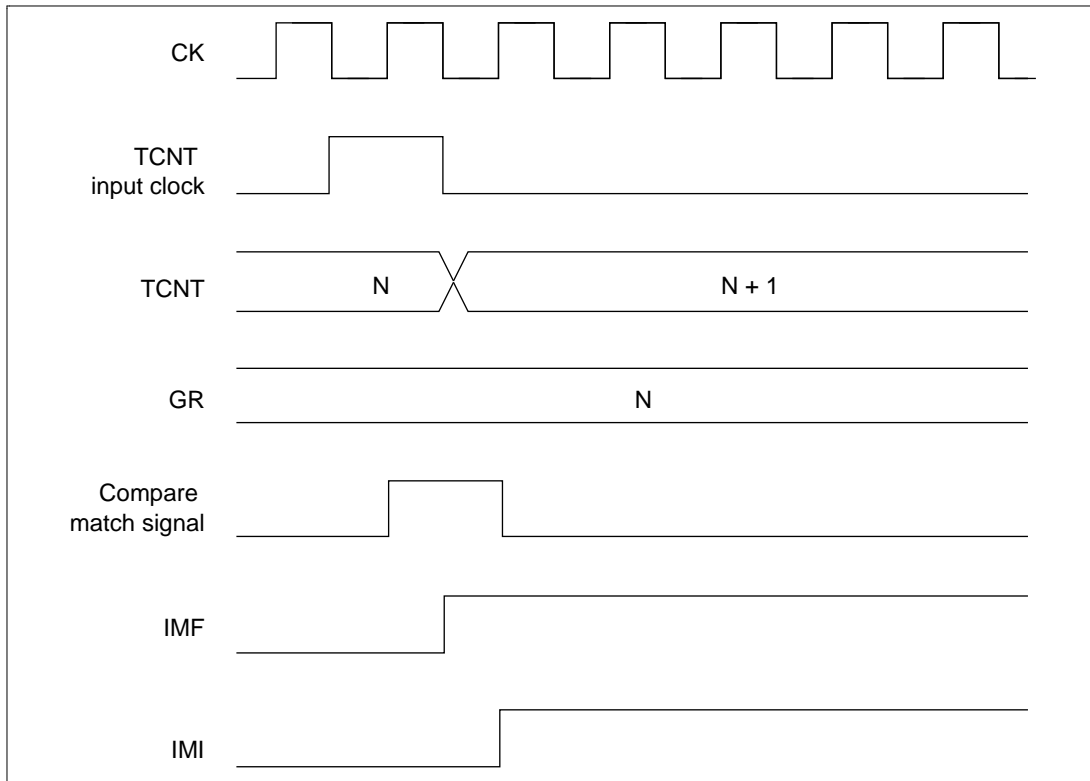 CK
TCNT
input clock
TCNT
N
N + 1
GR
N
Compare
match signal
IMF
IMI